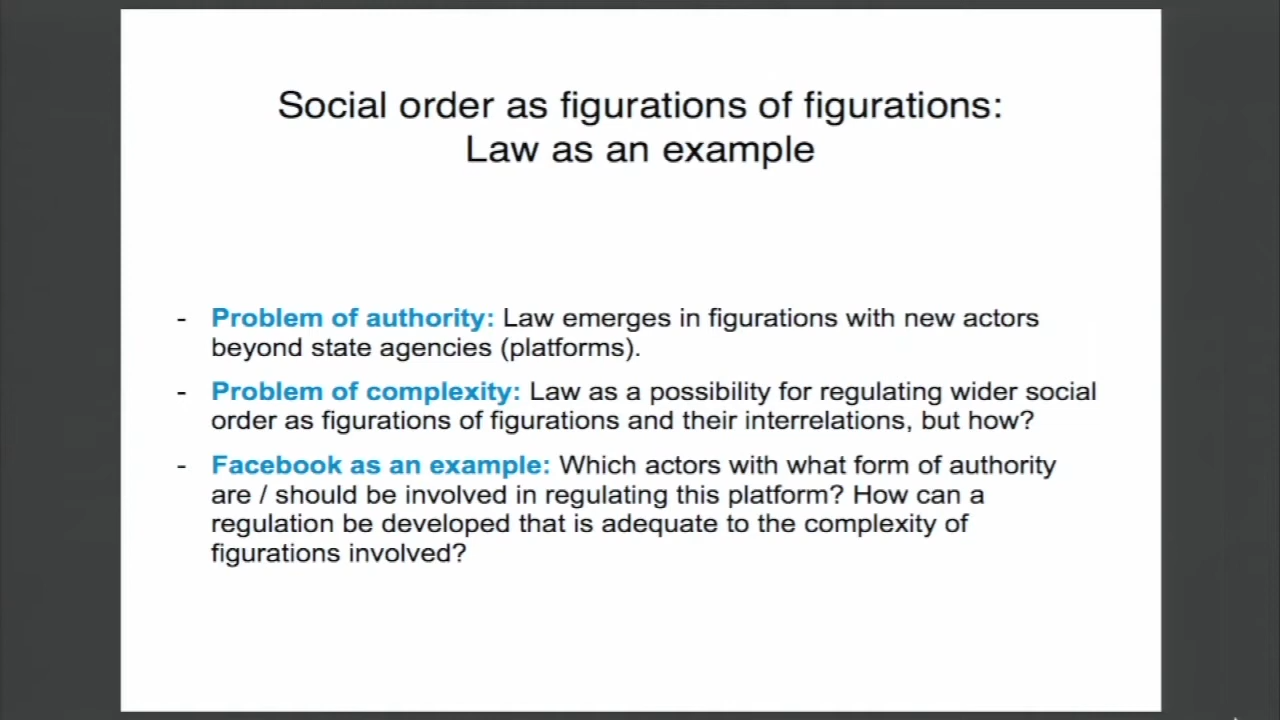 Social order as figurations of figurations:
Law as an example
- Problem of authority: Law emerges in figurations with new actors
beyond state agencies (platforms).
- Problem of complexity: Law as a possibility for regulating wider social
order as figurations of figurations and their interrelations, but how?
- Facebook as an example: Which actors with what form of authority
are / should be involved in regulating this platform? How can a
regulation be developed that is adequate to the complexity of
figurations involved?